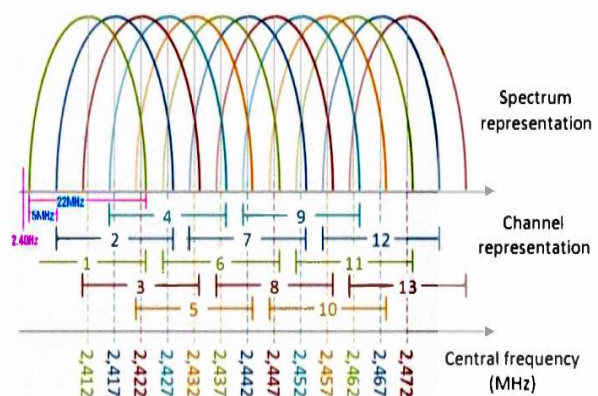 Spectrum
representation
22MHz
5MHz
2.40Hz
4
9
Channel
representation
2
7
12
1
6
11
3
8
13
5
10
2,412
2,417
2,422
2,427
2,432
2,437
2,442
2,447
2,452
2,457
2,462
2,467
2,472
Central frequency
(MHz)